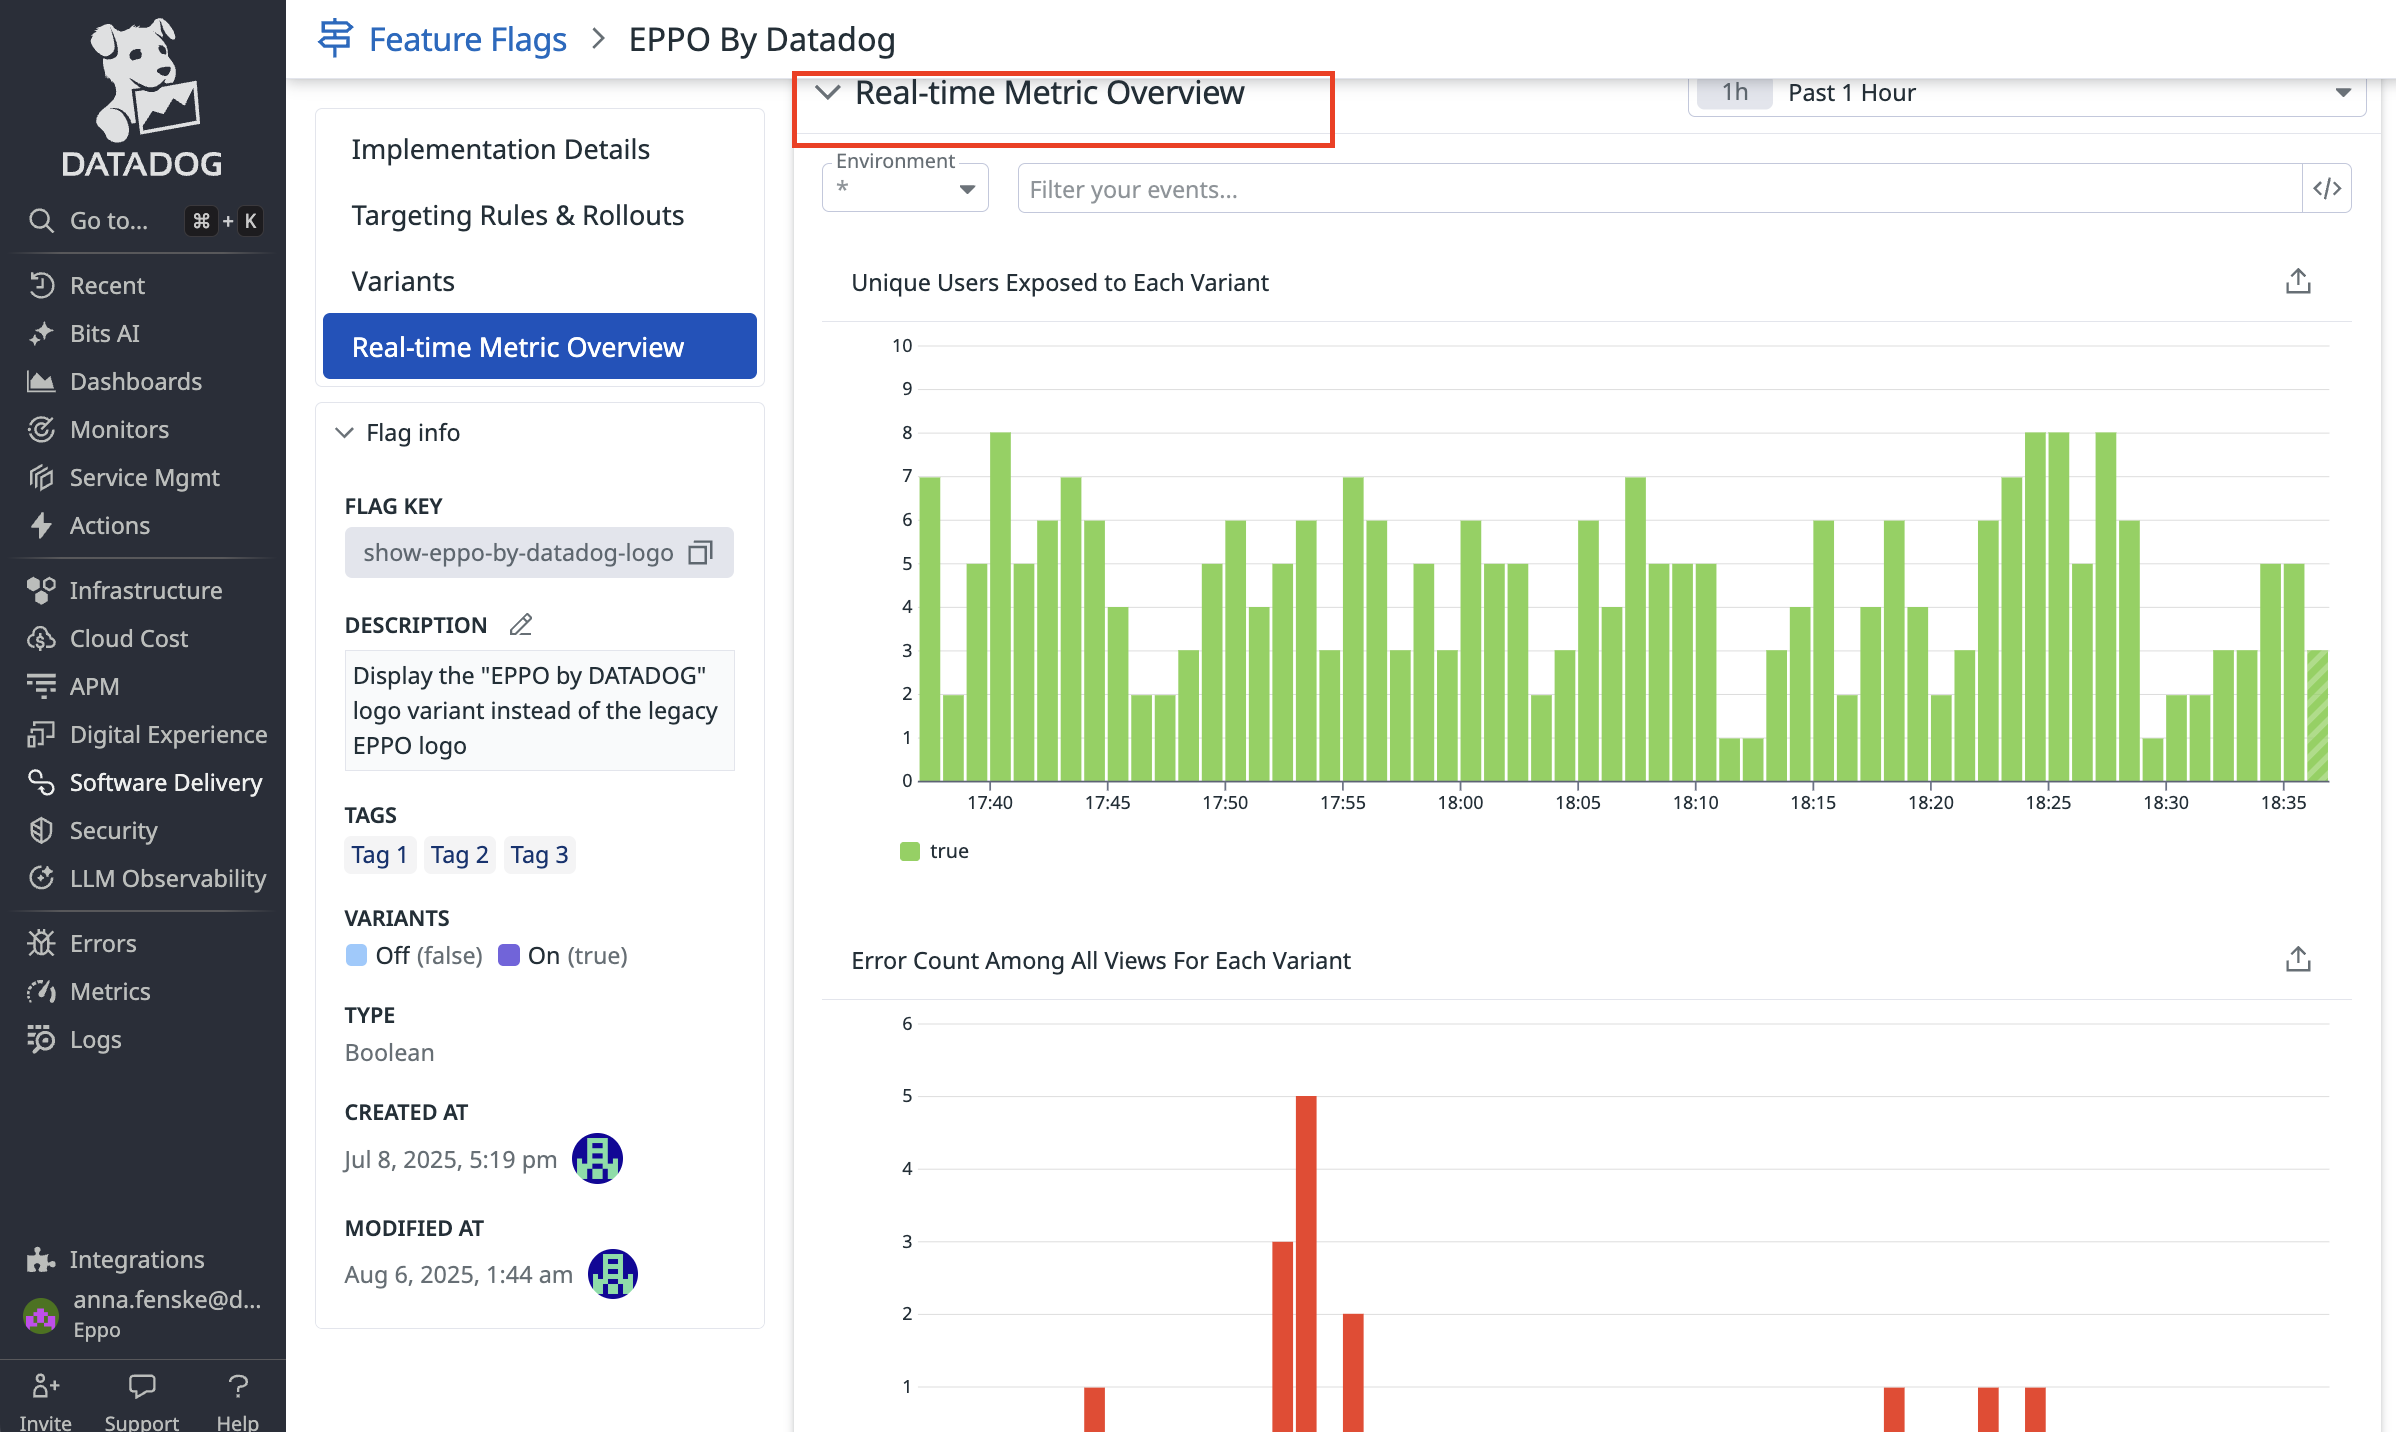 DATADOG
Go to... ⌘ + K
Recent
Bits AI
Dashboards
Monitors
Service Mgmt
Actions
Infrastructure
Cloud Cost
APM
Digital Experience
Software Delivery
Security
LLM Observability
Errors
Metrics
Logs
Integrations
anna.fenske@d...
Eppo
Invite
Support
Help
Feature Flags > EPPO By Datadog
Implementation Details
Targeting Rules & Rollouts
Variants
Real-time Metric Overview
Flag info
FLAG KEY
show-eppo-by-datadog-logo
DESCRIPTION
Display the "EPPO by DATADOG"
logo variant instead of the legacy
EPPO logo
TAGS
Tag 1 Tag 2 Tag 3
VARIANTS
Off (false) On (true)
TYPE
Boolean
CREATED AT
Jul 8, 2025, 5:19 pm
MODIFIED AT
Aug 6, 2025, 1:44 am
Real-time Metric Overview
1h Past 1 Hour
Environment
*
Filter your events...
</>
Unique Users Exposed to Each Variant
10
9
8
7
6
5
4
3
2
1
0
17:40 17:45 17:50 17:55 18:00 18:05 18:10 18:15 18:20 18:25 18:30 18:35
true
Error Count Among All Views For Each Variant
6
5
4
3
2
1